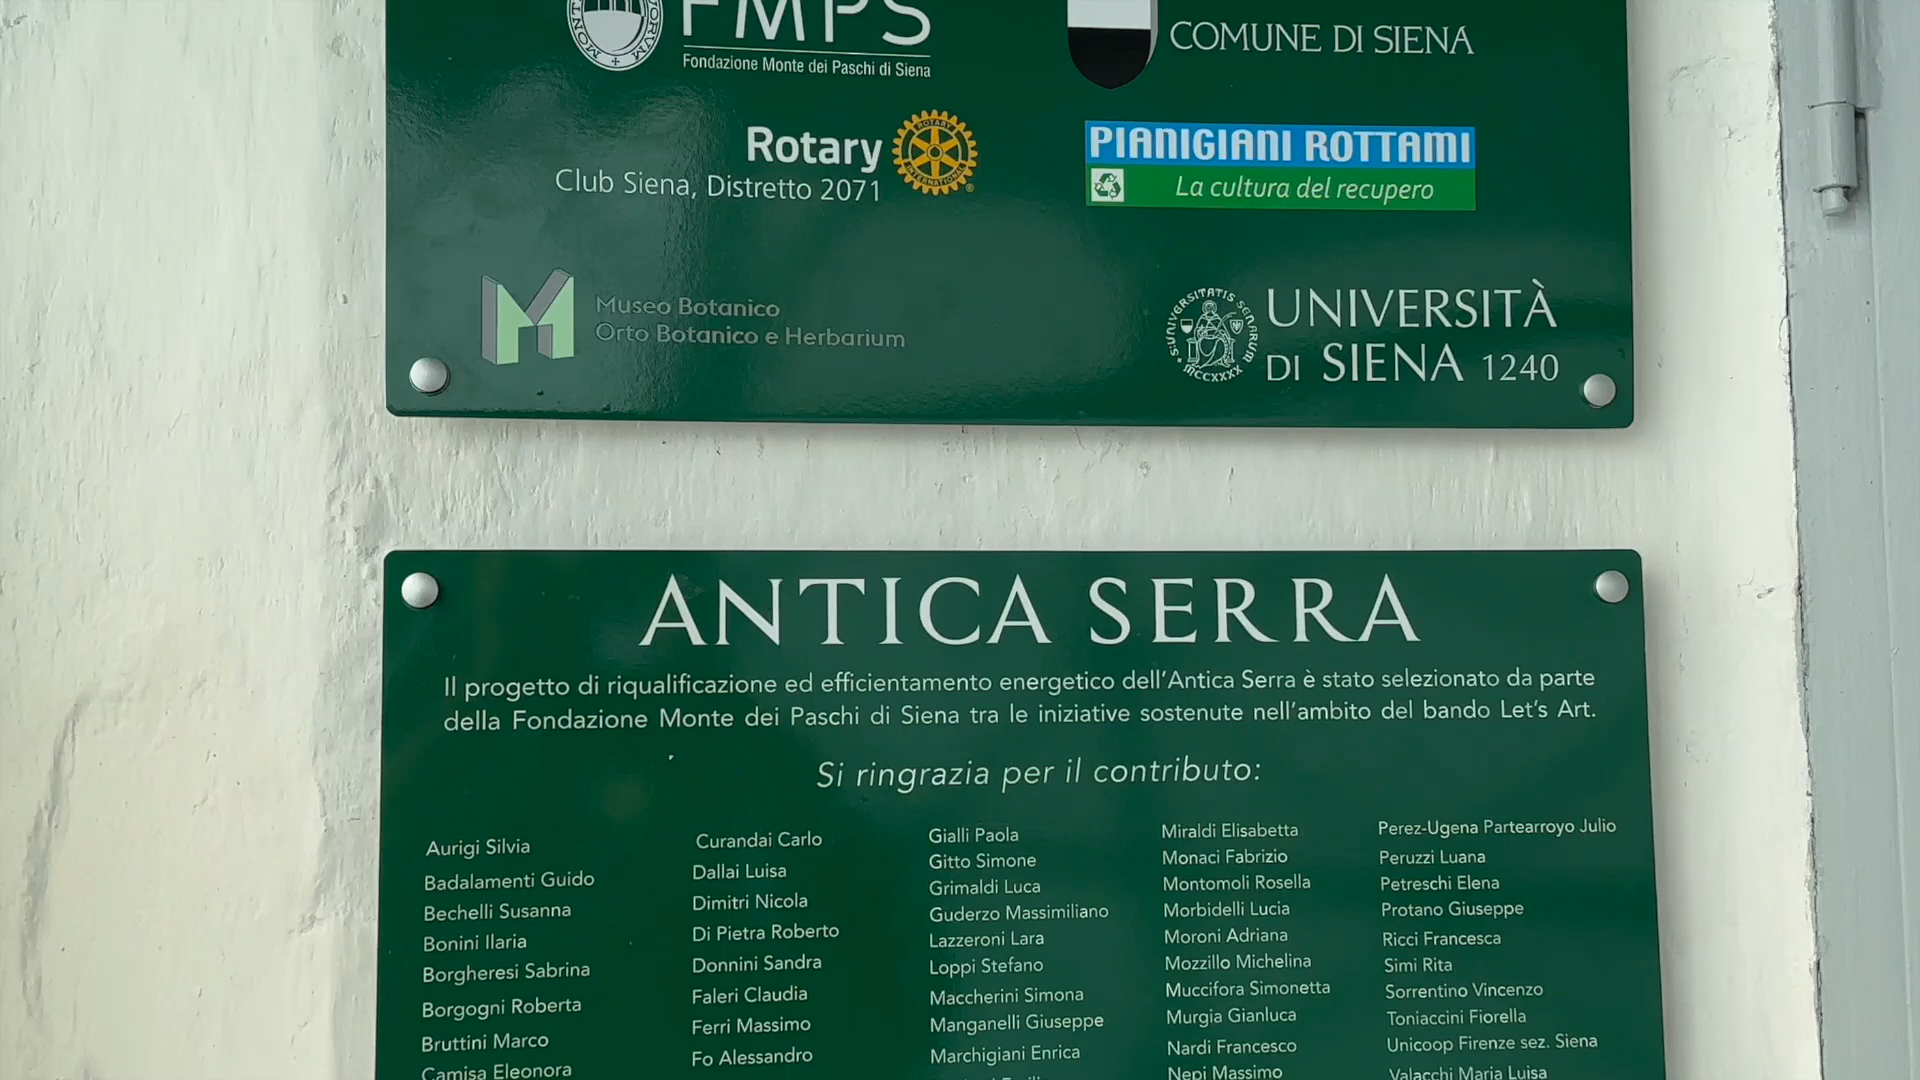 FMPS
Fondazione Monte dei Paschi di Siena
COMUNE DI SIENA
Rotary
Club Siena, Distretto 2071
ROTARY
INTERNATIONAL
PIANIGIANI ROTTAMI
La cultura del recupero
Museo Botanico
Orto Botanico e Herbarium
UNIVERSITÀ
DI SIENA 1240
ANTICA SERRA
Il progetto di riqualificazione ed efficientamento energetico dell'Antica Serra è stato selezionato da parte
della Fondazione Monte dei Paschi di Siena tra le iniziative sostenute nell'ambito del bando Let's Art.
Si ringrazia per il contributo:
Aurigi Silvia
Badalamenti Guido
Bechelli Susanna
Bonini Ilaria
Borgheresi Sabrina
Borgogni Roberta
Bruttini Marco
Camisa Eleonora
Curandai Carlo
Dallai Luisa
Dimitri Nicola
Di Pietra Roberto
Donnini Sandra
Faleri Claudia
Ferri Massimo
Fo Alessandro
Gialli Paola
Gitto Simone
Grimaldi Luca
Guderzo Massimiliano
Lazzeroni Lara
Loppi Stefano
Maccherini Simona
Manganelli Giuseppe
Marchigiani Enrica
Miraldi Elisabetta
Monaci Fabrizio
Montomoli Rosella
Morbidelli Lucia
Moroni Adriana
Mozzillo Michelina
Muccifora Simonetta
Murgia Gianluca
Nardi Francesco
Nepi Massimo
Perez-Ugena Partearroyo Julio
Peruzzi Luana
Petreschi Elena
Protano Giuseppe
Ricci Francesca
Simi Rita
Sorrentino Vincenzo
Toniaccini Fiorella
Unicoop Firenze sez. Siena
Valacchi Maria Luisa